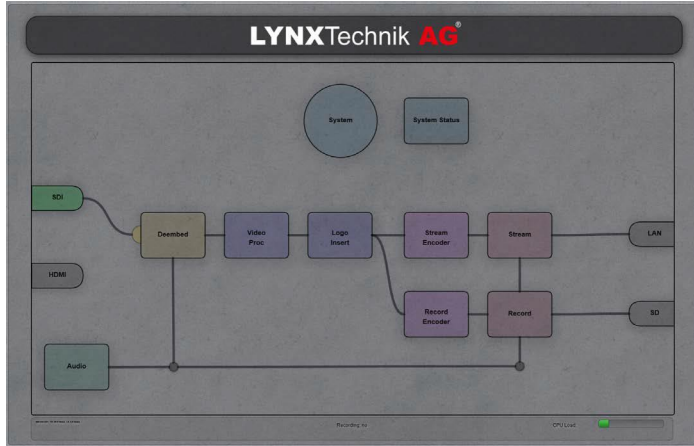 LYNXTechnik AG®
System
System Status
SDI
Deembed
Video
Proc
Logo
Insert
Stream
Encoder
Stream
LAN
HDMI
Record
Encoder
Record
SD
Audio
Recording: no
CPU Load